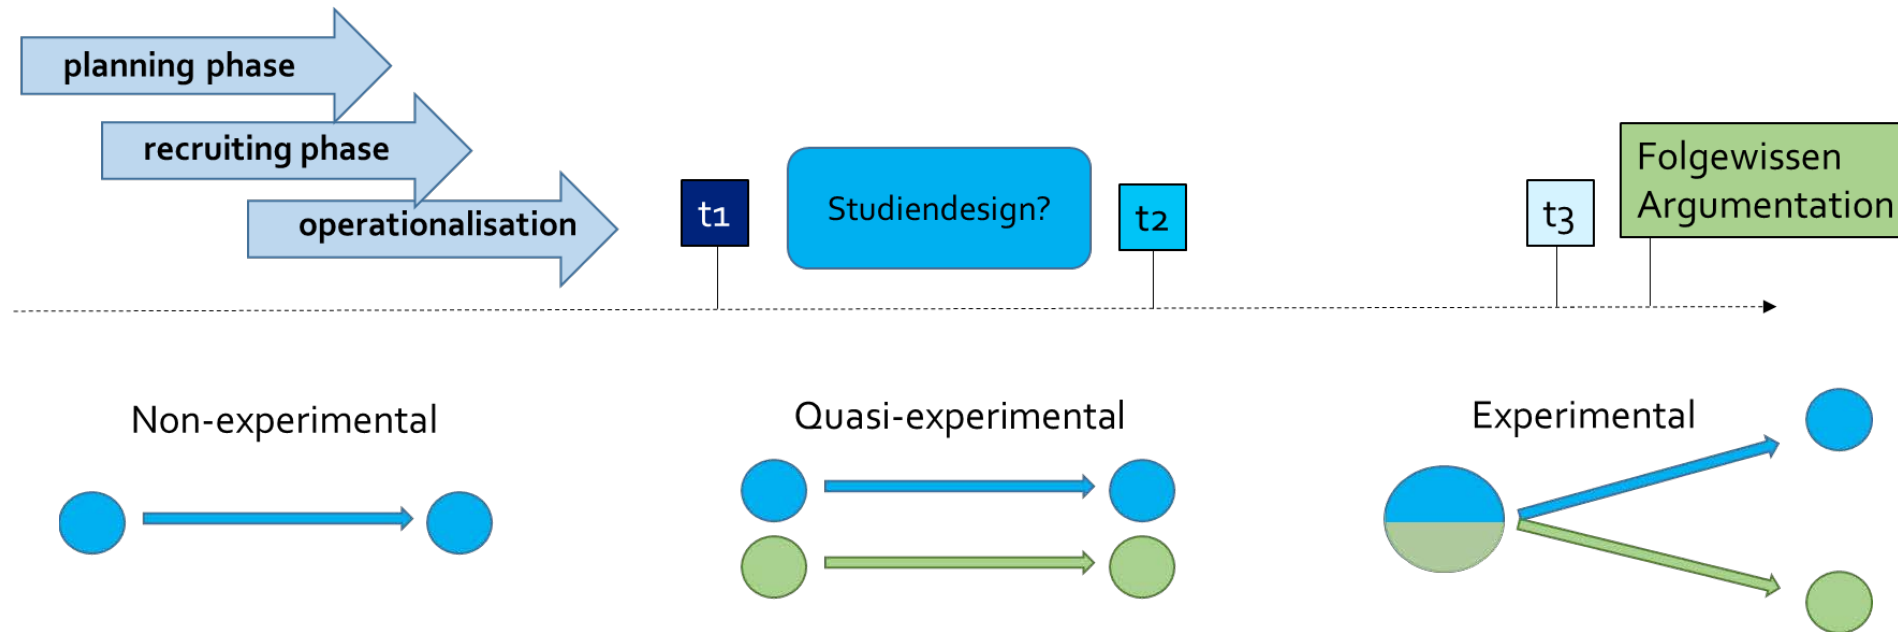 planning phase
recruiting phase
operationalisation
t1
Studiendesign?
t2
t3
Folgewissen
Argumentation
Non-experimental
Quasi-experimental
Experimental